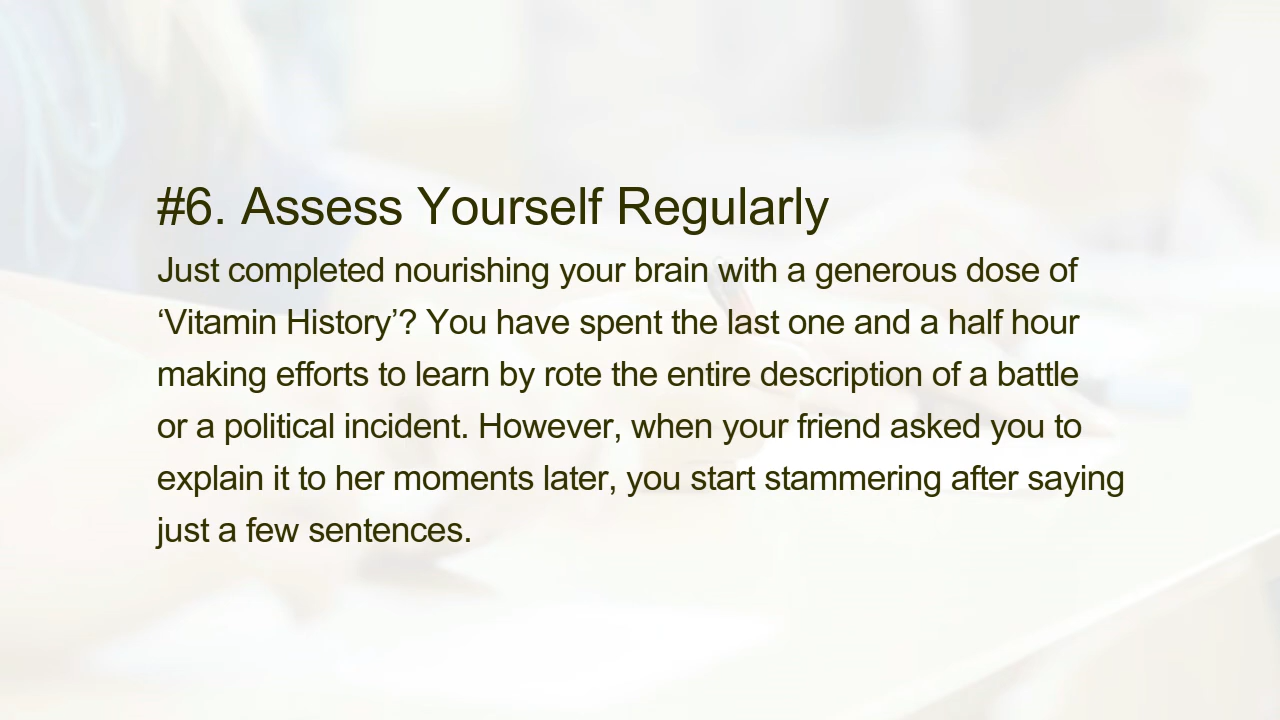 #6. Assess Yourself Regularly
Just completed nourishing your brain with a generous dose of
‘Vitamin History’? You have spent the last one and a half hour
making efforts to learn by rote the entire description of a battle
or a political incident. However, when your friend asked you to
explain it to her moments later, you start stammering after saying
just a few sentences.